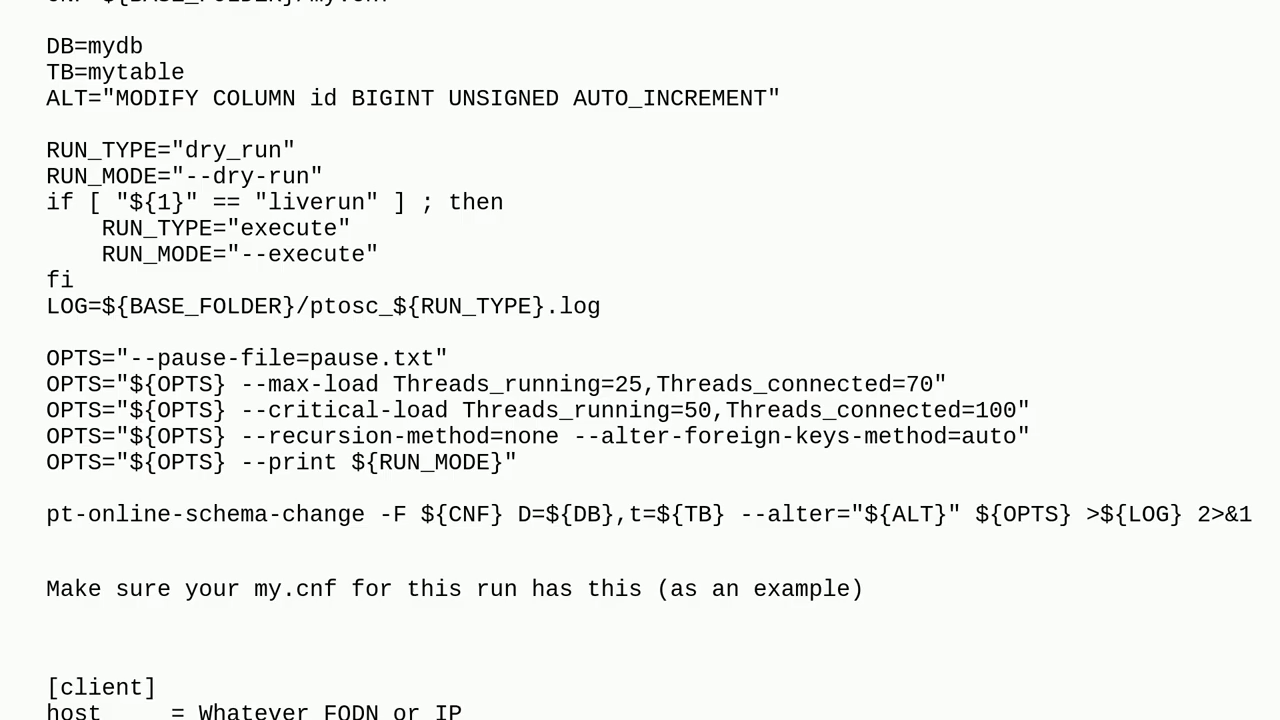 DB=mydb
TB=mytable
ALT="MODIFY COLUMN id BIGINT UNSIGNED AUTO_INCREMENT"
RUN_TYPE="dry_run"
RUN_MODE="--dry-run"
if [ "${1}" == "liverun" ] ; then
    RUN_TYPE="execute"
    RUN_MODE="--execute"
fi
LOG=${BASE_FOLDER}/ptosc_${RUN_TYPE}.log
OPTS="--pause-file=pause.txt"
OPTS="${OPTS} --max-load Threads_running=25,Threads_connected=70"
OPTS="${OPTS} --critical-load Threads_running=50,Threads_connected=100"
OPTS="${OPTS} --recursion-method=none --alter-foreign-keys-method=auto"
OPTS="${OPTS} --print ${RUN_MODE}"
pt-online-schema-change -F ${CNF} D=${DB},t=${TB} --alter="${ALT}" ${OPTS} >${LOG} 2>&1
Make sure your my.cnf for this run has this (as an example)
[client]
host     = Whatever FQDN or IP